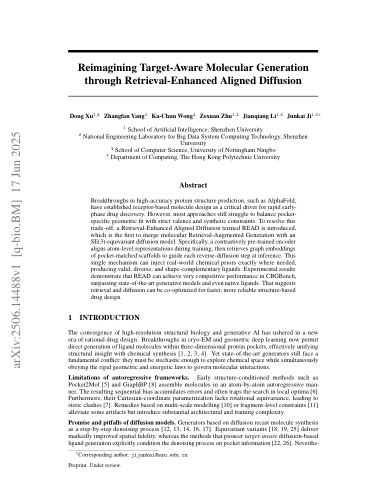 Reimagining Target-Aware Molecular Generation
through Retrieval-Enhanced Aligned Diffusion
Dong Xu1,2 Zhangfan Yang3 Ka-Chun Wong4 Zexuan Zhu1,2 Jianqiang Li1,2 Junkai Ji1,2*
1 School of Artificial Intelligence, Shenzhen University
2 National Engineering Laboratory for Big Data System Computing Technology, Shenzhen
University
3 School of Computer Science, University of Nottingham Ningbo
4 Department of Computing, The Hong Kong Polytechnic University
arXiv:2506.14488v1 [q-bio.BM] 17 Jun 2025
Abstract
Breakthroughs in high-accuracy protein structure prediction, such as AlphaFold,
have established receptor-based molecule design as a critical driver for rapid early-
phase drug discovery. However, most approaches still struggle to balance pocket-
specific geometric fit with strict valence and synthetic constraints. To resolve this
trade-off, a Retrieval-Enhanced Aligned Diffusion termed READ is introduced,
which is the first to merge molecular Retrieval-Augmented Generation with an
SE(3)-equivariant diffusion model. Specifically, a contrastively pre-trained encoder
aligns atom-level representations during training, then retrieves graph embeddings
of pocket-matched scaffolds to guide each reverse-diffusion step at inference. This
single mechanism can inject real-world chemical priors exactly where needed,
producing valid, diverse, and shape-complementary ligands. Experimental results
demonstrate that READ can achieve very competitive performance in CBGBench,
surpassing state-of-the-art generative models and even native ligands. That suggests
retrieval and diffusion can be co-optimized for faster, more reliable structure-based
drug design.
1 INTRODUCTION
The convergence of high-resolution structural biology and generative AI has ushered in a new
era of rational drug design. Breakthroughs in cryo-EM and geometric deep learning now permit
direct generation of ligand molecules within three-dimensional protein pockets, effectively unifying
structural insight with chemical synthesis [1, 2, 3, 4]. Yet state-of-the-art generators still face a
fundamental conflict: they must be stochastic enough to explore chemical space while simultaneously
obeying the rigid geometric and energetic laws to govern molecular interactions.
Limitations of autoregressive frameworks. Early structure-conditioned methods such as
Pocket2Mol [5] and GraphBP [8] assemble molecules in an atom-by-atom autoregressive man-
ner. The resulting sequential bias accumulates errors and often traps the search in local optima [6].
Furthermore, their Cartesian-coordinate parametrization lacks rotational equivariance, leading to
steric clashes [7]. Remedies based on multi-scale modelling [10] or fragment-level constraints [11]
alleviate some artifacts but introduce substantial architectural and training complexity.
Promise and pitfalls of diffusion models. Generators based on diffusion recast molecule synthesis
as a step-by-step denoising process [12, 13, 14, 16, 17]. Equivariant variants [18, 19, 25] deliver
markedly improved spatial fidelity, whereas the methods that pioneer target-aware diffusion-based
ligand generation explicitly condition the denoising process on pocket information [22, 26]. Neverthe-
*Corresponding author: jijunkai@szu.edu.cn
Preprint. Under review.